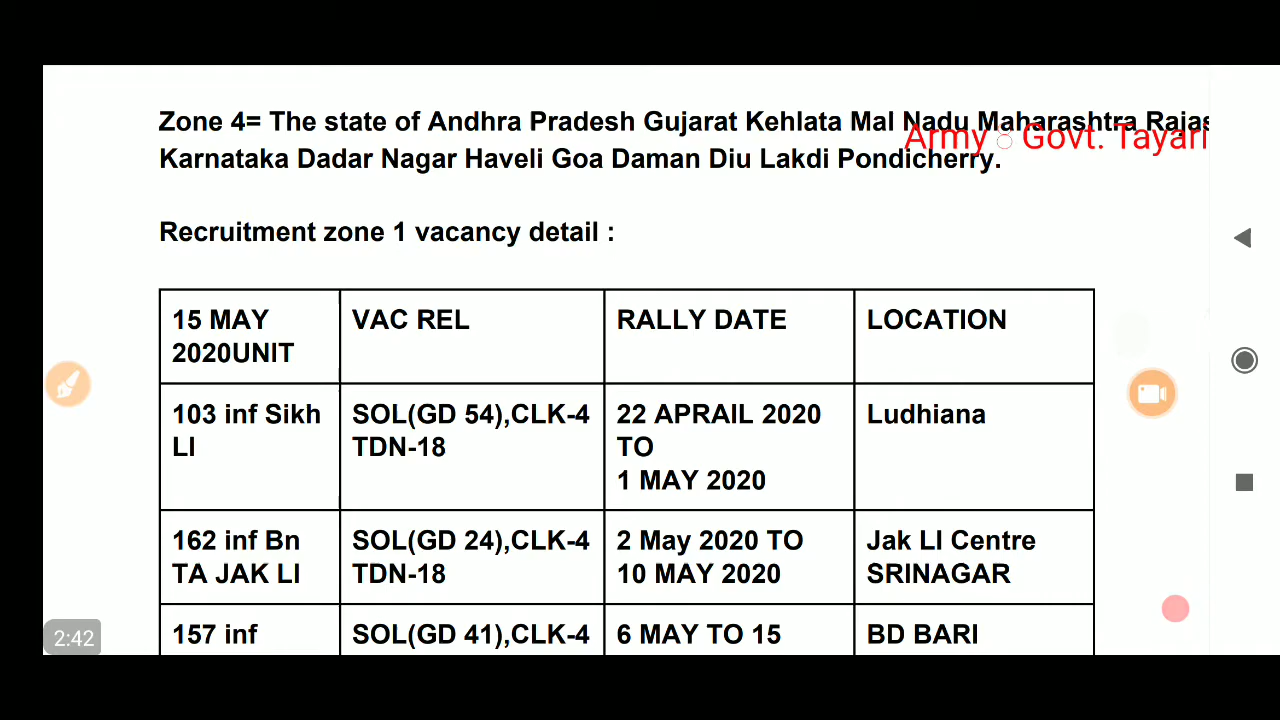 Zone 4= The state of Andhra Pradesh Gujarat Kehlata Mal Nadu Maharashtra
Army Govt. Tayari
Karnataka Dadar Nagar Haveli Goa Daman Diu Lakdi Pondicherry.
Recruitment zone 1 vacancy detail :
15 MAY
2020UNIT
VAC REL
RALLY DATE
LOCATION
103 inf Sikh
LI
SOL(GD 54),CLK-4
TDN-18
22 APRAIL 2020
TO
1 MAY 2020
Ludhiana
162 inf Bn
TA JAK LI
SOL(GD 24),CLK-4
TDN-18
2 May 2020 TO
10 MAY 2020
Jak LI Centre
SRINAGAR
157 inf
SOL(GD 41),CLK-4
6 MAY TO 15
BD BARI
2:42